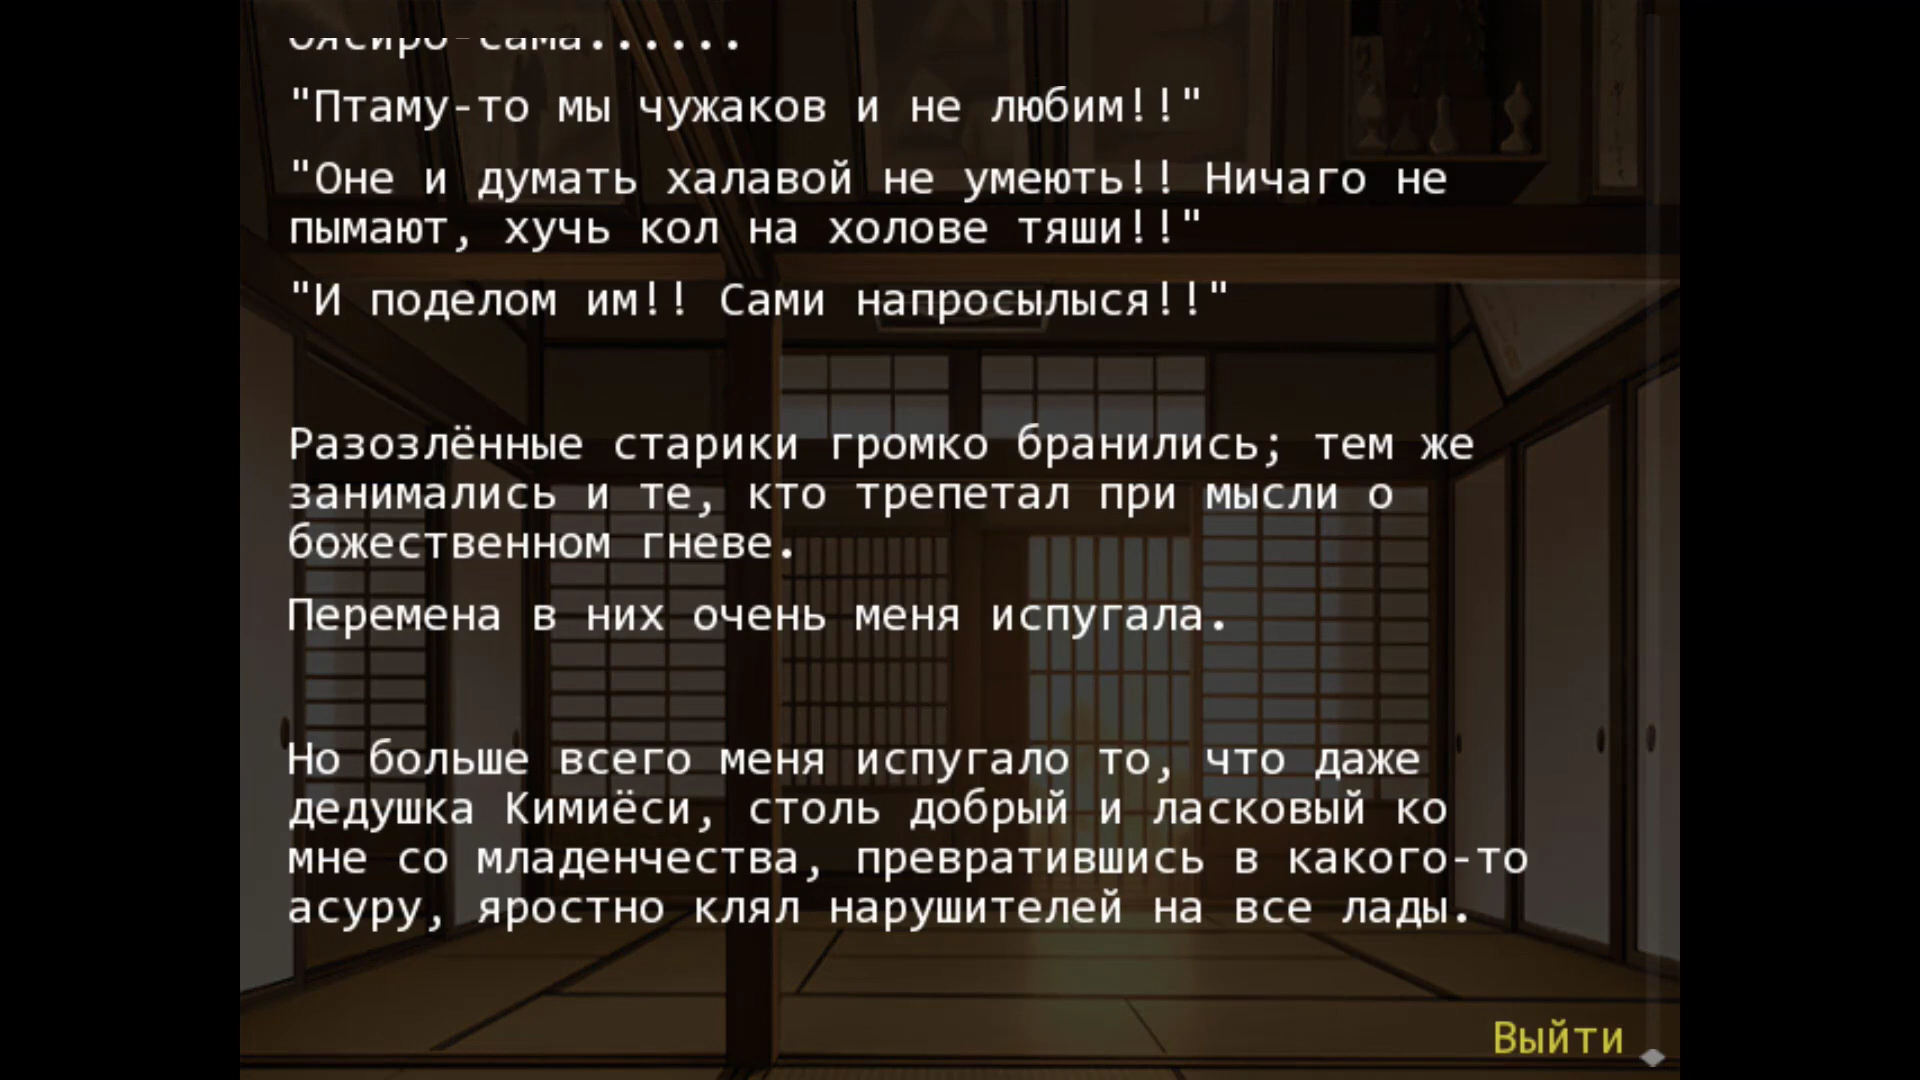 Оясиро-сама......
"Птаму-то мы чужаков и не любим!!"
"Оне и думать халавой не умеють!! Ничаго не
пымают, хучь кол на холове тяши!!"
"И поделом им!! Сами напросылыся!!"
Разозлённые старики громко бранились; тем же
занимались и те, кто трепетал при мысли о
божественном гневе.
Перемена в них очень меня испугала.
Но больше всего меня испугало то, что даже
дедушка Кимиёси, столь добрый и ласковый ко
мне со младенчества, превратившись в какого-то
асуру, яростно клял нарушителей на все лады.
Выйти